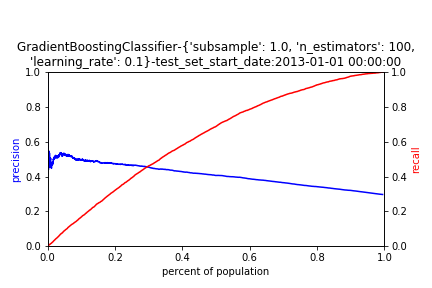 GradientBoostingClassifier-{'subsample': 1.0, 'n_estimators': 100,
'learning_rate': 0.1}-test_set_start_date:2013-01-01 00:00:00
1.0
0.8
0.6
0.4
0.2
0.0
precision
1.0
0.8
0.6
0.4
0.2
0.0
recall
0.0 0.2 0.4 0.6 0.8 1.0
percent of population